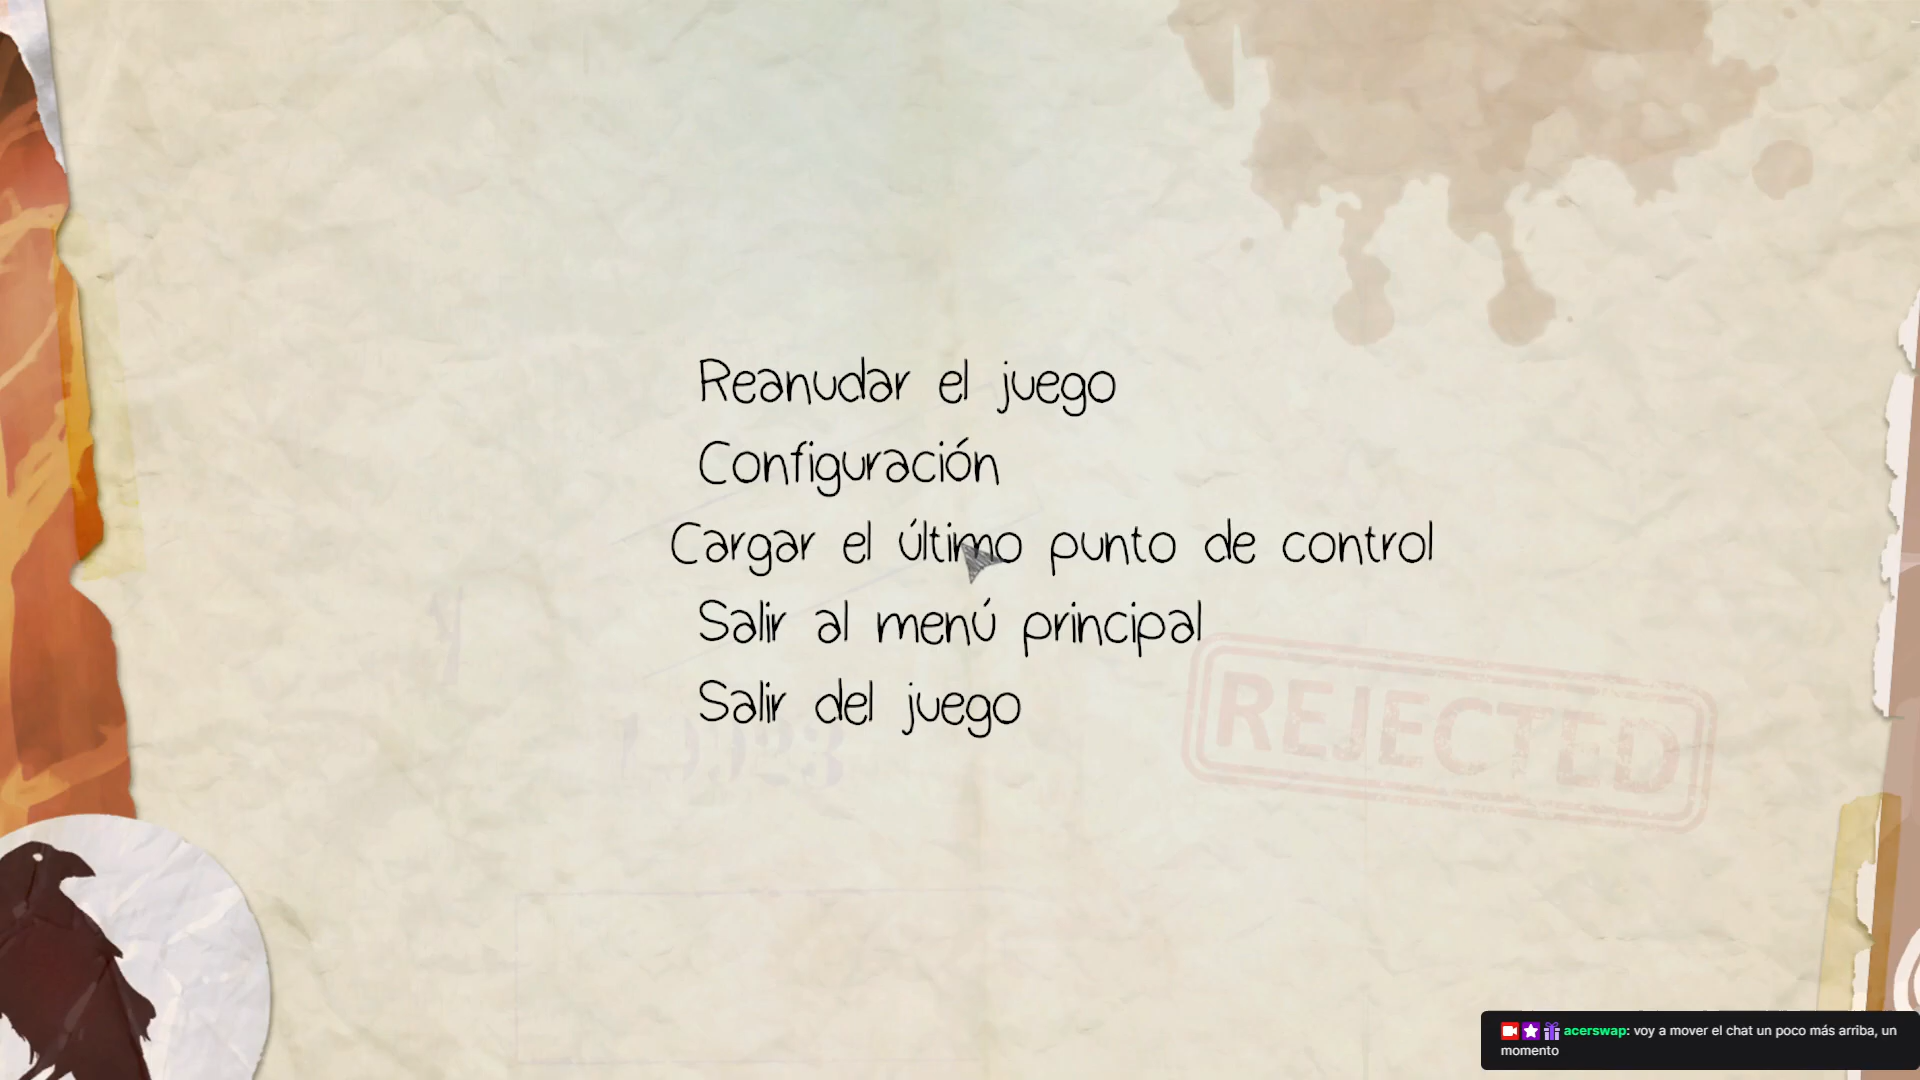 Reanudar el juego
Configuración
Cargar el último punto de control
Salir al menú principal
Salir del juego
REJECTED
acerswap: voy a mover el chat un poco más arriba, un
momento